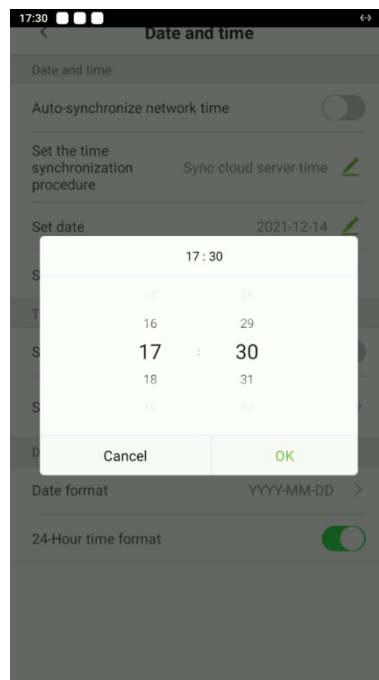 17:30
Date and time
Date and time
Auto-synchronize network time
Set the time
synchronization
procedure
Sync cloud server time
Set date
2021-12-14
17 : 30
S
15 28
T
16 29
S
17 : 30
18 31
S
19 32
D
Cancel
OK
Date format
YYYY-MM-DD
24-Hour time format